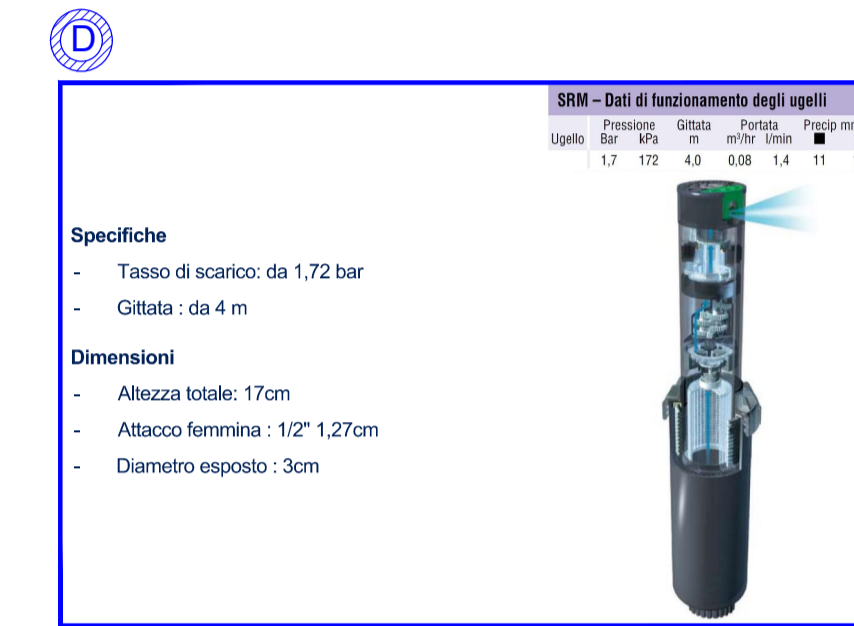 D
SRM – Dati di funzionamento degli ugelli
Pressione Gittata Portata Precip
Ugello Bar kPa m m³/hr l/min ■
1,7 172 4,0 0,08 1,4 11
Specifiche
- Tasso di scarico: da 1,72 bar
- Gittata : da 4 m
Dimensioni
- Altezza totale: 17cm
- Attacco femmina : 1/2" 1,27cm
- Diametro esposto : 3cm